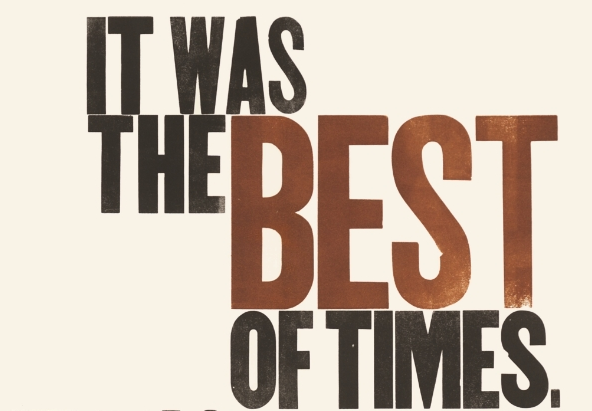 IT WAS
THE BEST
OF TIMES.